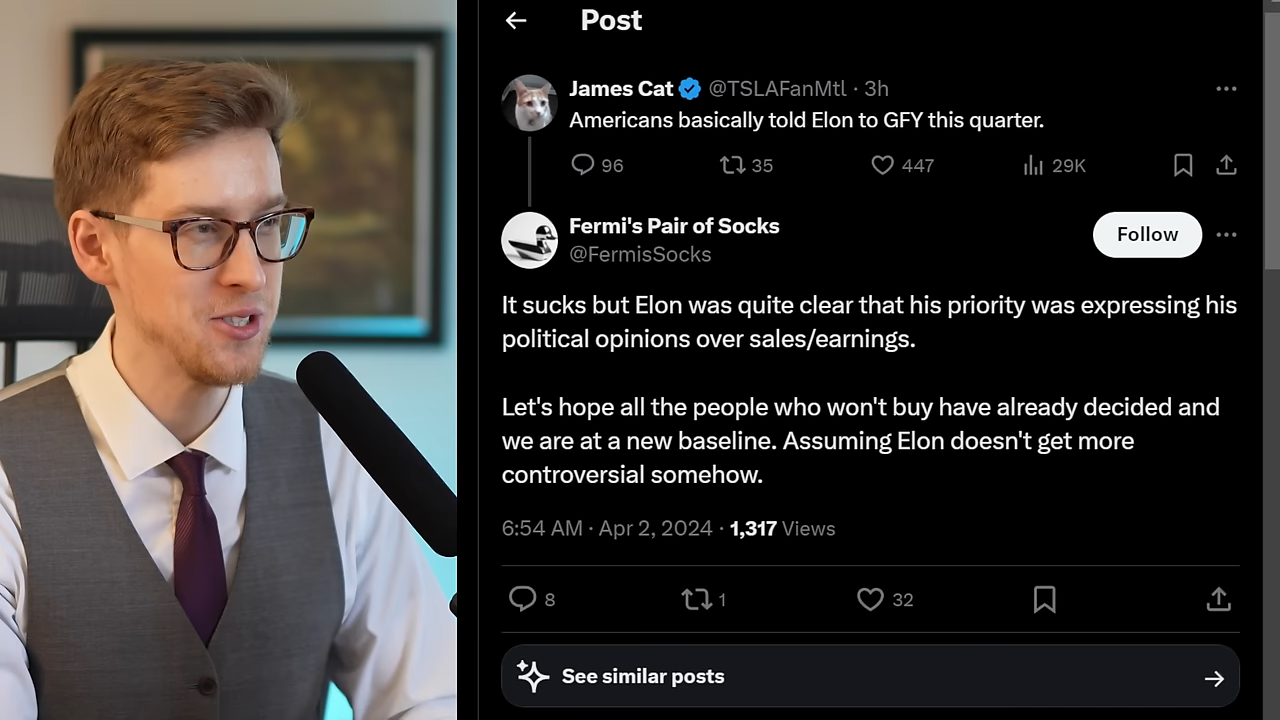 Post
James Cat @TSLAFanMtl · 3h
Americans basically told Elon to GFY this quarter.
96 35 447 29K
Fermi's Pair of Socks
@FermisSocks
Follow
It sucks but Elon was quite clear that his priority was expressing his
political opinions over sales/earnings.
Let's hope all the people who won't buy have already decided and
we are at a new baseline. Assuming Elon doesn't get more
controversial somehow.
6:54 AM · Apr 2, 2024 · 1,317 Views
8 1 32
See similar posts